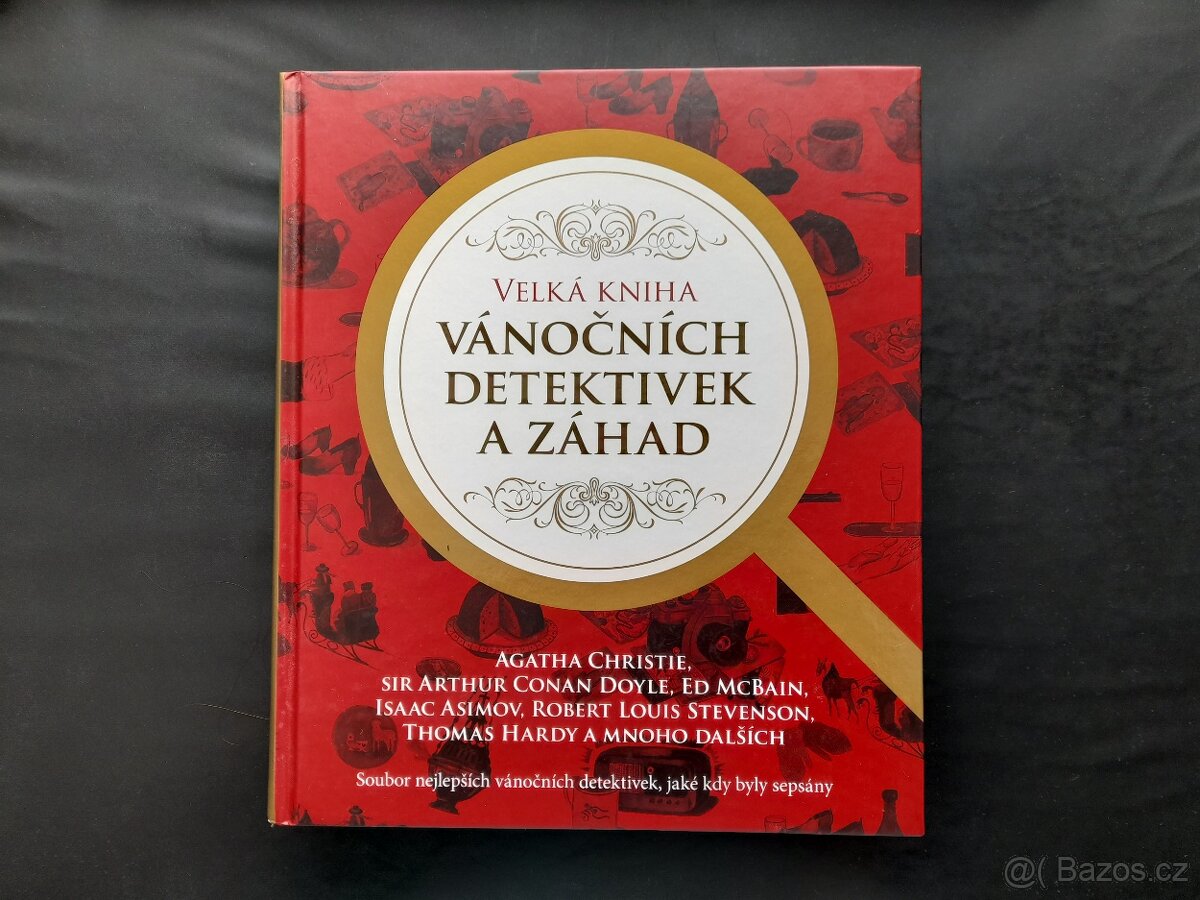 VELKÁ KNIHA
VÁNOČNÍCH
DETEKTIVEK
A ZÁHAD
AGATHA CHRISTIE,
SIR ARTHUR CONAN DOYLE, ED MCBAIN,
ISAAC ASIMOV, ROBERT LOUIS STEVENSON,
THOMAS HARDY A MNOHO DALŠÍCH
Soubor nejlepších vánočních detektivek, jaké kdy byly sepsány
@( Bazos.cz